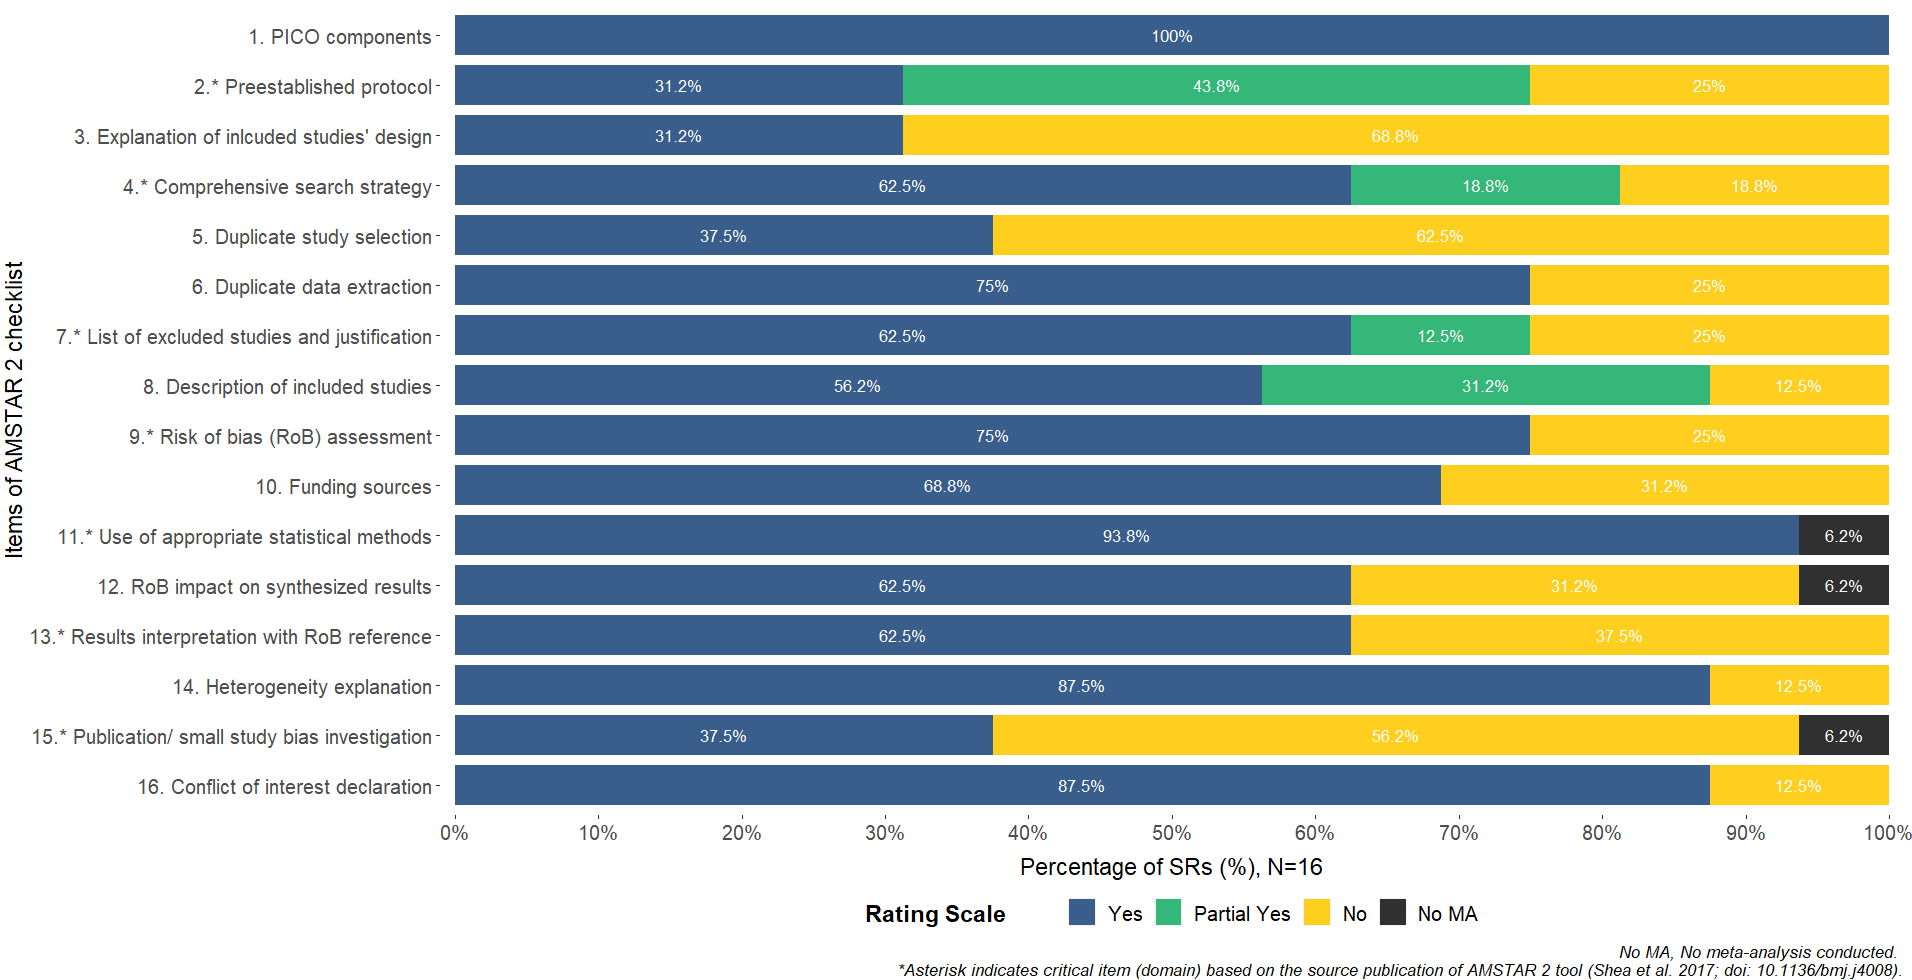 Items of AMSTAR 2 checklist
1. PICO components 100%
2.* Preestablished protocol 31.2% 43.8% 25%
3. Explanation of inlcuded studies' design 31.2% 68.8%
4.* Comprehensive search strategy 62.5% 18.8% 18.8%
5. Duplicate study selection 37.5% 62.5%
6. Duplicate data extraction 75% 25%
7.* List of excluded studies and justification 62.5% 12.5% 25%
8. Description of included studies 56.2% 31.2% 12.5%
9.* Risk of bias (RoB) assessment 75% 25%
10. Funding sources 68.8% 31.2%
11.* Use of appropriate statistical methods 93.8% 6.2%
12. RoB impact on synthesized results 62.5% 31.2% 6.2%
13.* Results interpretation with RoB reference 62.5% 37.5%
14. Heterogeneity explanation 87.5% 12.5%
15.* Publication/ small study bias investigation 37.5% 56.2% 6.2%
16. Conflict of interest declaration 87.5% 12.5%
0% 10% 20% 30% 40% 50% 60% 70% 80% 90% 100%
Percentage of SRs (%), N=16
Rating Scale Yes Partial Yes No No MA
No MA, No meta-analysis conducted.
*Asterisk indicates critical item (domain) based on the source publication of AMSTAR 2 tool (Shea et al. 2017; doi: 10.1136/bmj.j4008).